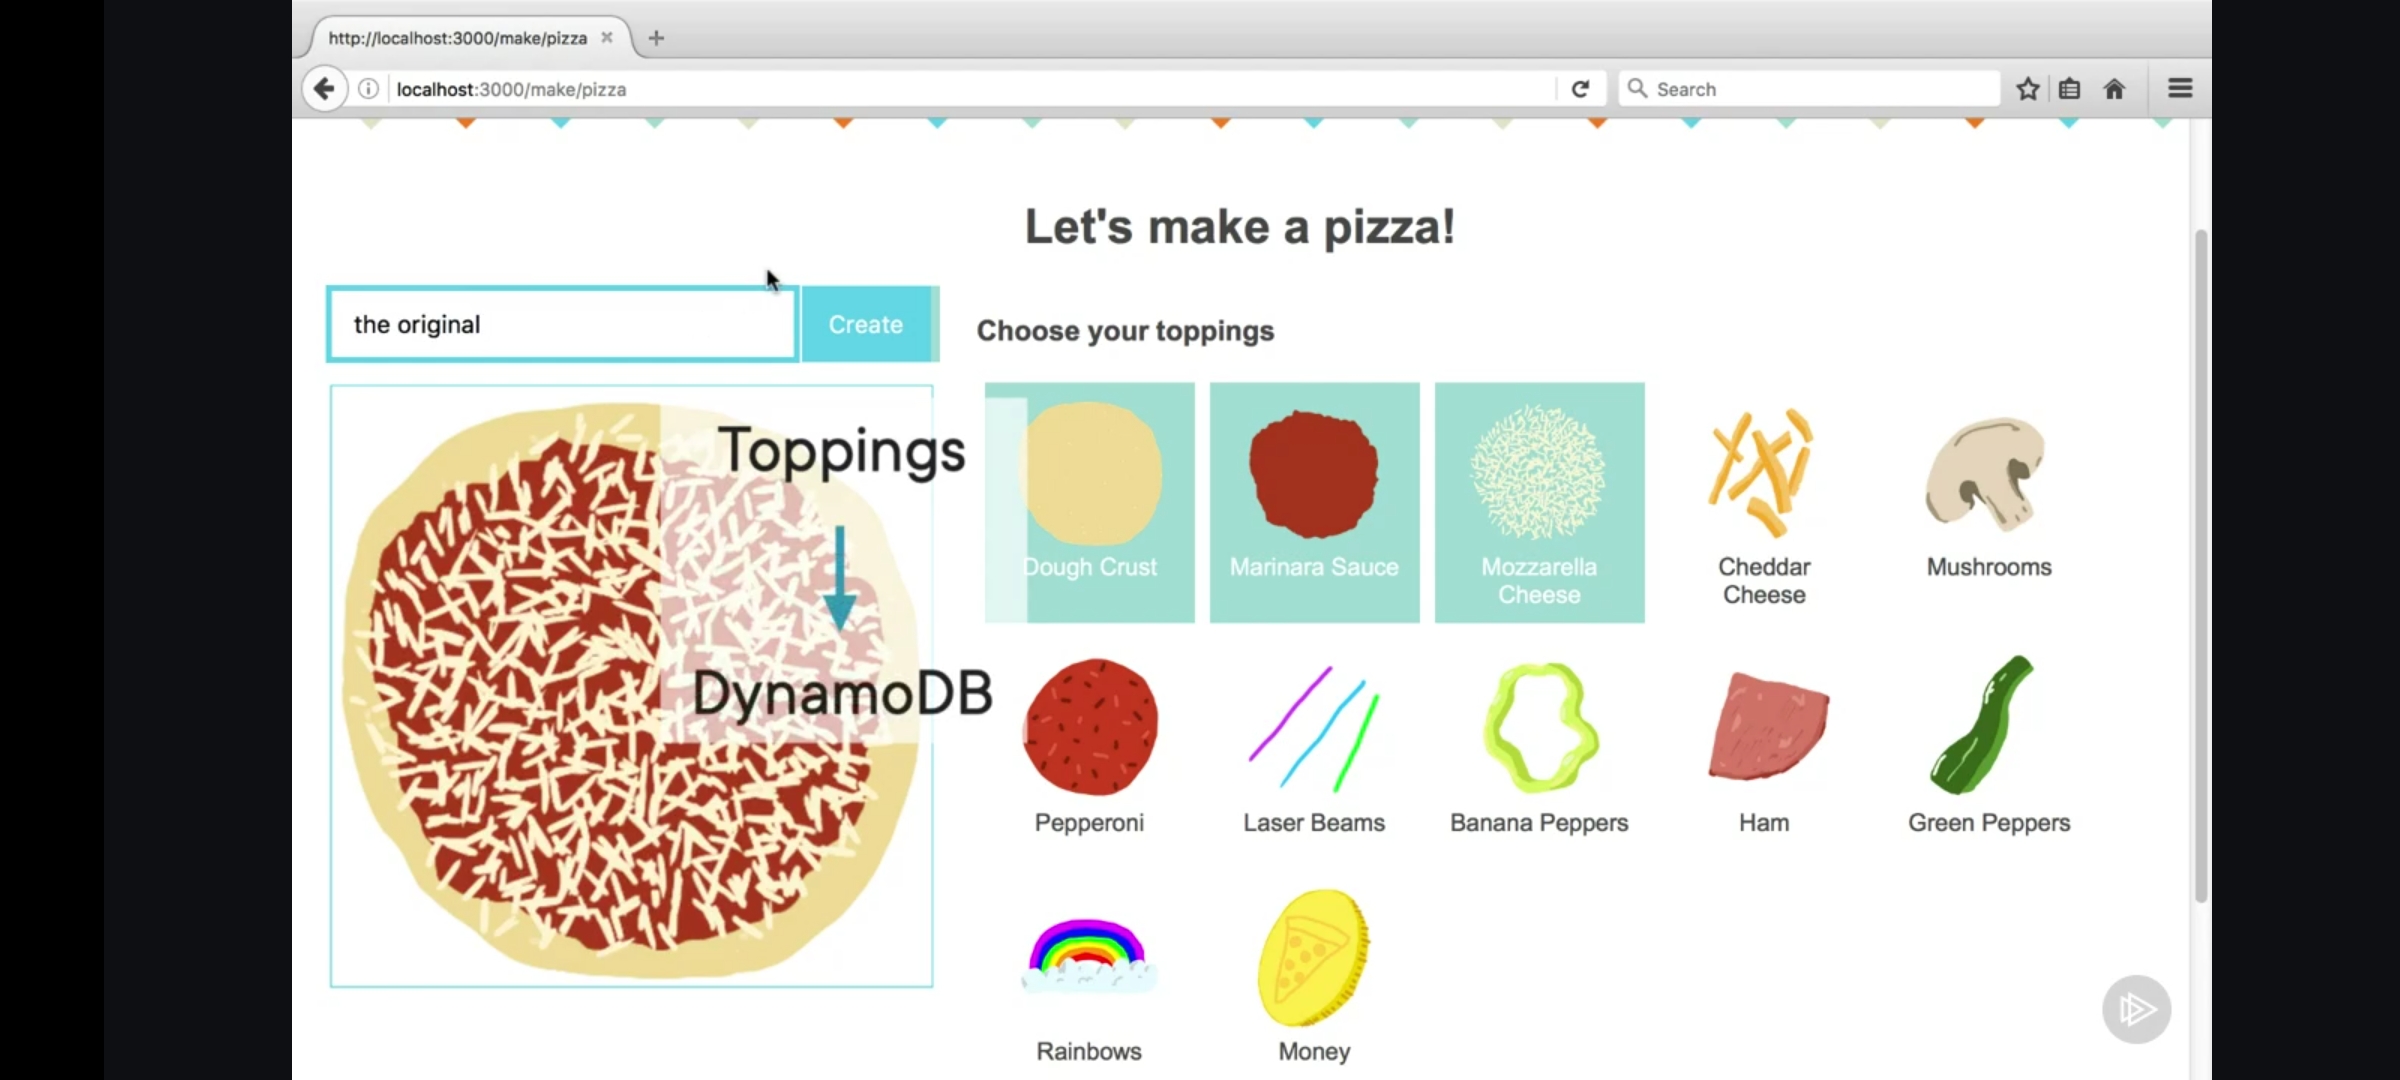 http://localhost:3000/make/pizza
localhost:3000/make/pizza
Search
Let's make a pizza!
the original
Create
Choose your toppings
Toppings
DynamoDB
Dough Crust
Marinara Sauce
Mozzarella
Cheese
Cheddar
Cheese
Mushrooms
Pepperoni
Laser Beams
Banana Peppers
Ham
Green Peppers
Rainbows
Money